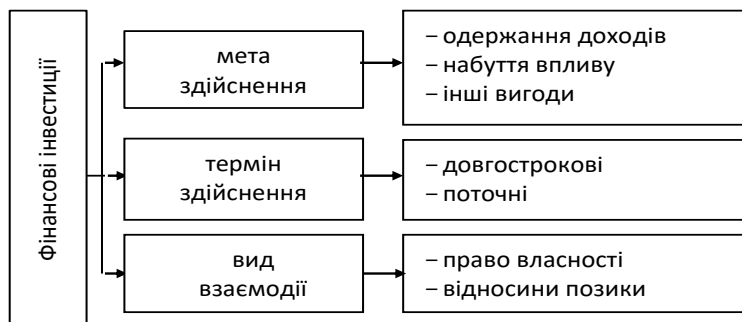 Фінансові інвестиції
мета
здійснення
– одержання доходів
– набуття впливу
– інші вигоди
термін
здійснення
– довгострокові
– поточні
вид
взаємодії
– право власності
– відносини позики